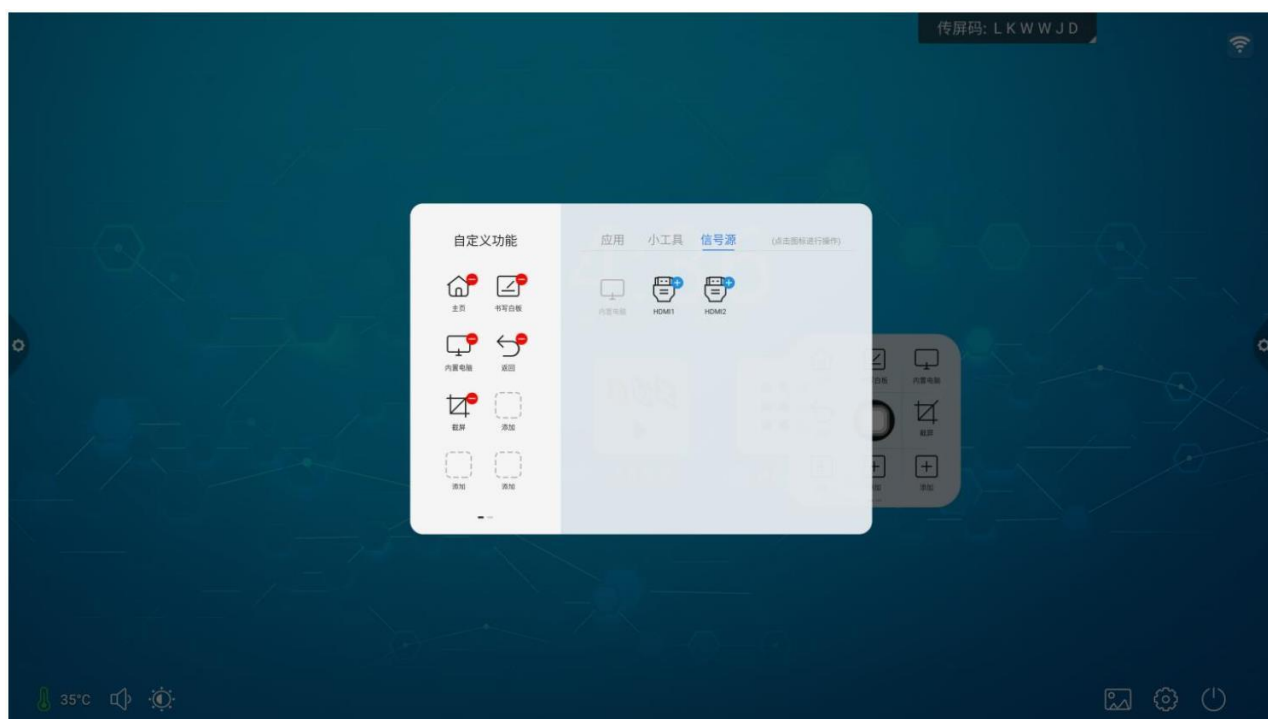 传屏码: LKWWJD
自定义功能
应用 小工具 信号源 (点击图标进行操作)
主页 书写白板
内置电脑 HDMI1 HDMI2
内置电脑 返回
内置电脑
截屏 添加
截屏
添加 添加
添加
35°C